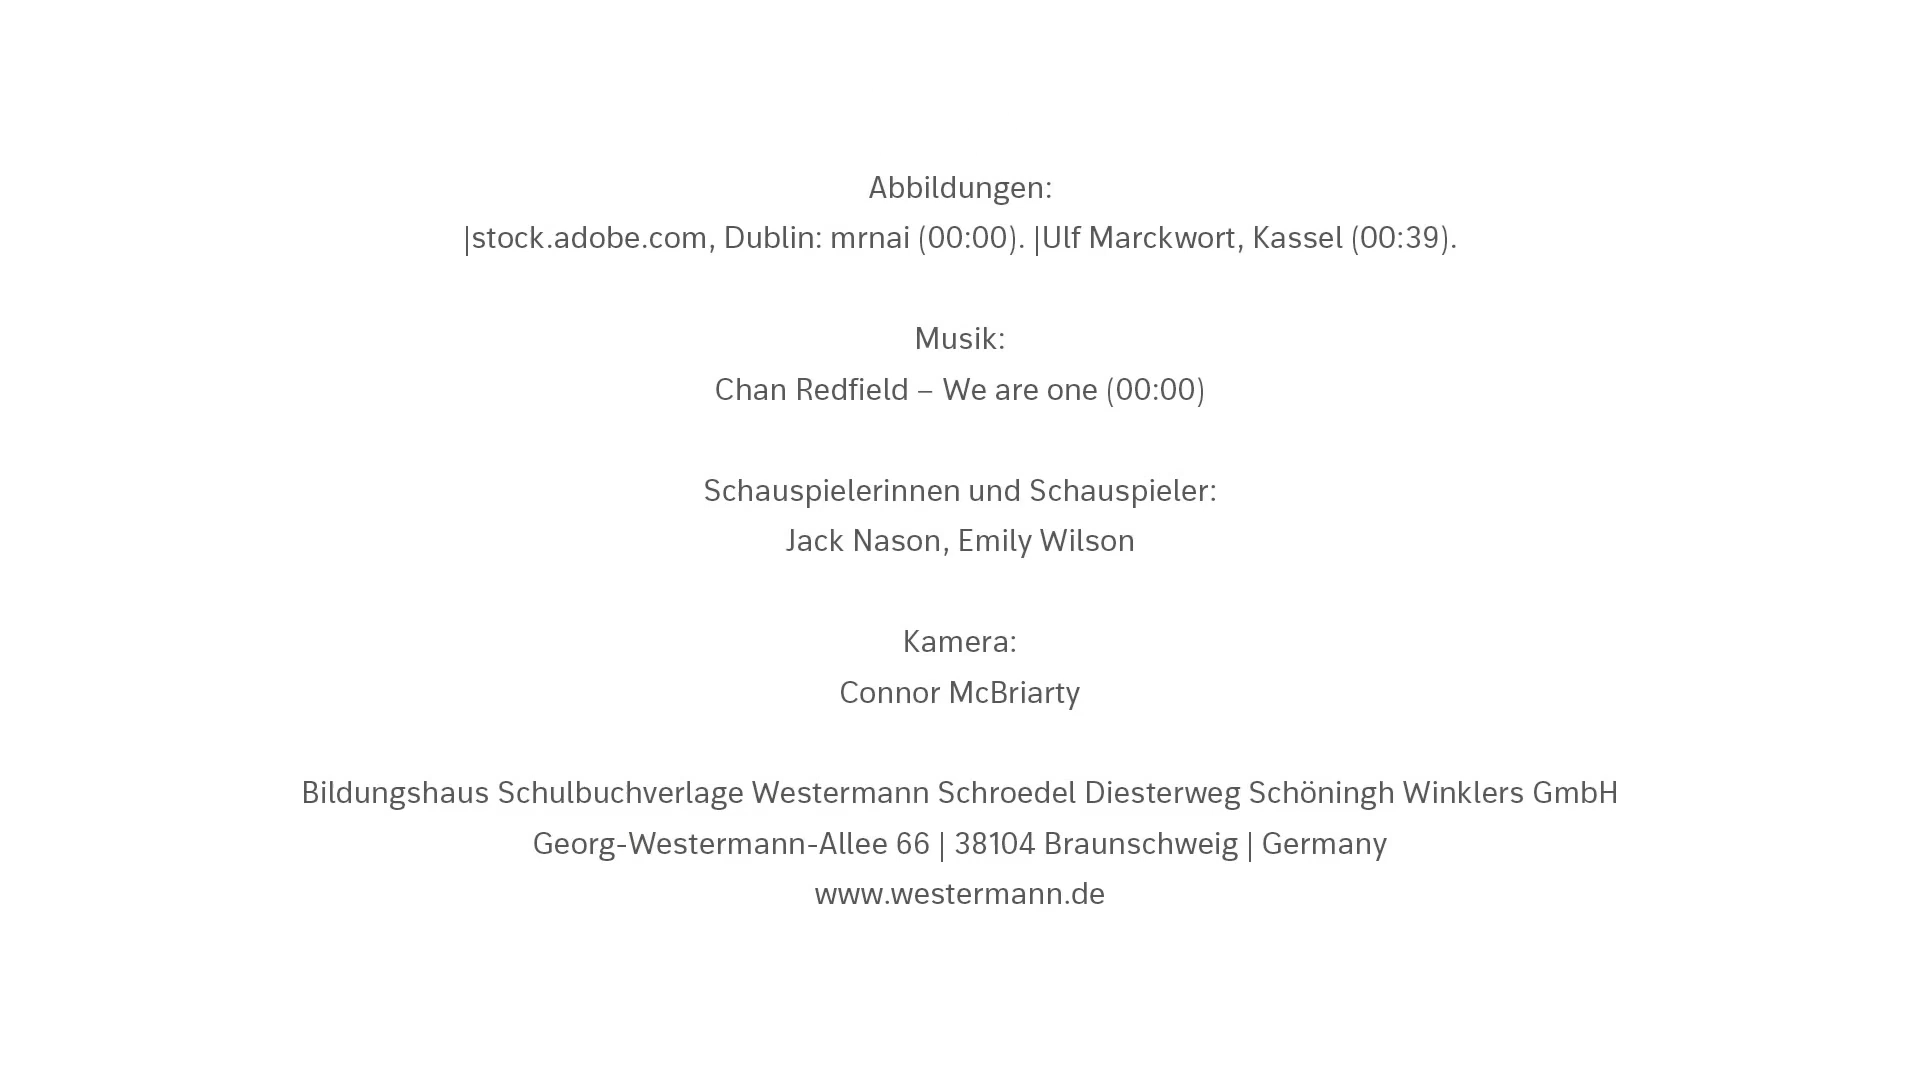 Abbildungen:
|stock.adobe.com, Dublin: mrnai (00:00). |Ulf Marckwort, Kassel (00:39).
Musik:
Chan Redfield – We are one (00:00)
Schauspielerinnen und Schauspieler:
Jack Nason, Emily Wilson
Kamera:
Connor McBriarty
Bildungshaus Schulbuchverlage Westermann Schroedel Diesterweg Schöningh Winklers GmbH
Georg-Westermann-Allee 66 | 38104 Braunschweig | Germany
www.westermann.de